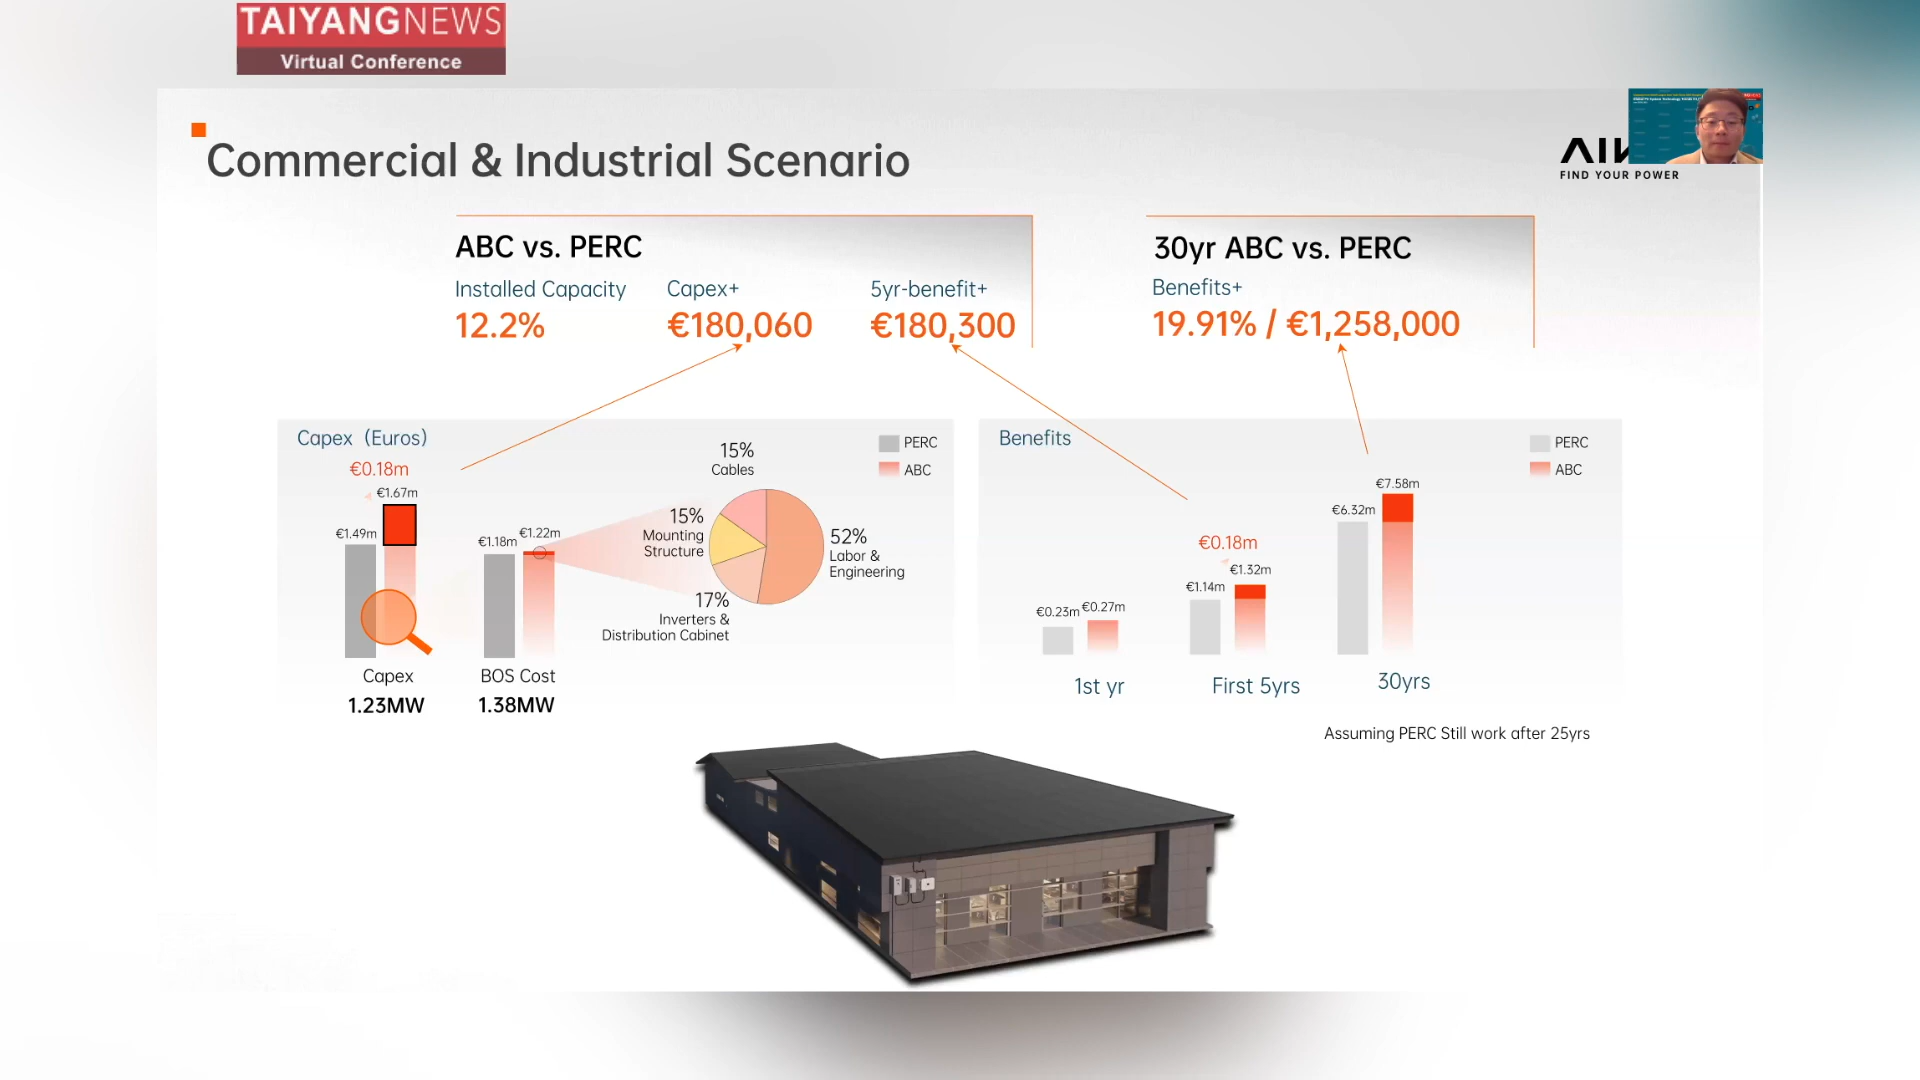 TAIYANGNEWS
Virtual Conference
Commercial & Industrial Scenario
FIND YOUR POWER
ABC vs. PERC
Installed Capacity
12.2%
Capex+
€180,060
5yr-benefit+
€180,300
30yr ABC vs. PERC
Benefits+
19.91% / €1,258,000
Capex (Euros)
€0.18m
€1.67m
€1.49m
€1.18m
€1.22m
Capex
1.23MW
BOS Cost
1.38MW
15%
Cables
15%
Mounting
Structure
17%
Inverters &
Distribution Cabinet
52%
Labor &
Engineering
PERC
ABC
Benefits
PERC
ABC
€0.23m
€0.27m
1st yr
€0.18m
€1.32m
€1.14m
First 5yrs
€7.58m
€6.32m
30yrs
Assuming PERC Still work after 25yrs